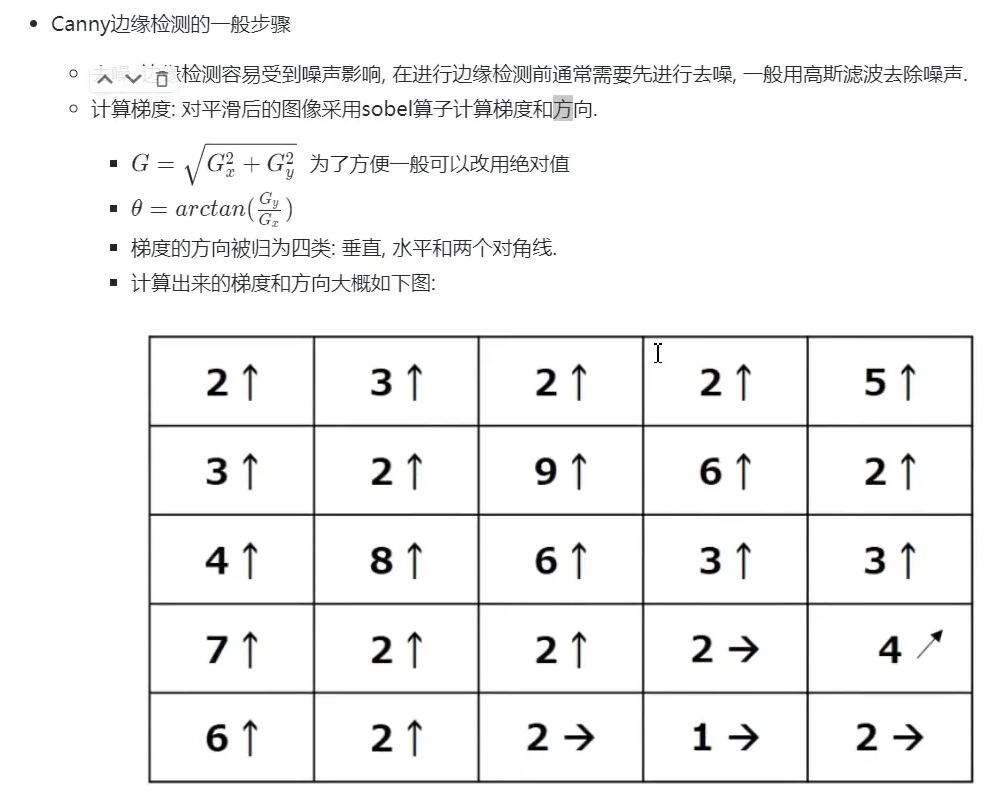 Canny边缘检测的一般步骤
检测容易受到噪声影响, 在进行边缘检测前通常需要先进行去噪, 一般用高斯滤波去除噪声.
计算梯度: 对平滑后的图像采用sobel算子计算梯度和方向.
G = √(G_x^2 + G_y^2) 为了方便一般可以改用绝对值
θ = arctan(G_y/G_x)
梯度的方向被归为四类: 垂直, 水平和两个对角线.
计算出来的梯度和方向大概如下图:
2 ↑ 3 ↑ 2 ↑ 2 ↑ 5 ↑
3 ↑ 2 ↑ 9 ↑ 6 ↑ 2 ↑
4 ↑ 8 ↑ 6 ↑ 3 ↑ 3 ↑
7 ↑ 2 ↑ 2 ↑ 2 → 4 ↗
6 ↑ 2 ↑ 2 → 1 → 2 →